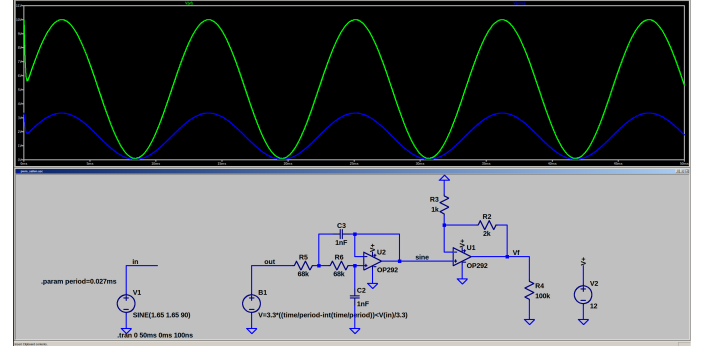 R3
1k
R2
2k
C3
1nF
V+
U2
V+
U1
in
out
R5
68k
R6
68k
OP292
sine
OP292
Vf
V+
.param period=0.027ms
R4
100k
V1
B1
C2
1nF
V2
12
SINE(1.65 1.65 90)
V=3.3*((time/period-int(time/period))<V(in)/3.3)
.tran 0 50ms 0ms 100ns